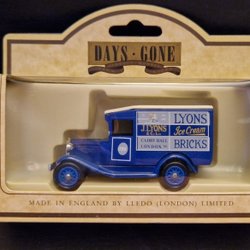 DAYS · GONE
J. LYONS
CADBY HALL
LONDON. W.
LYONS
Ice Cream
BRICKS
MADE IN ENGLAND BY LLEDO (LONDON) LIMITED